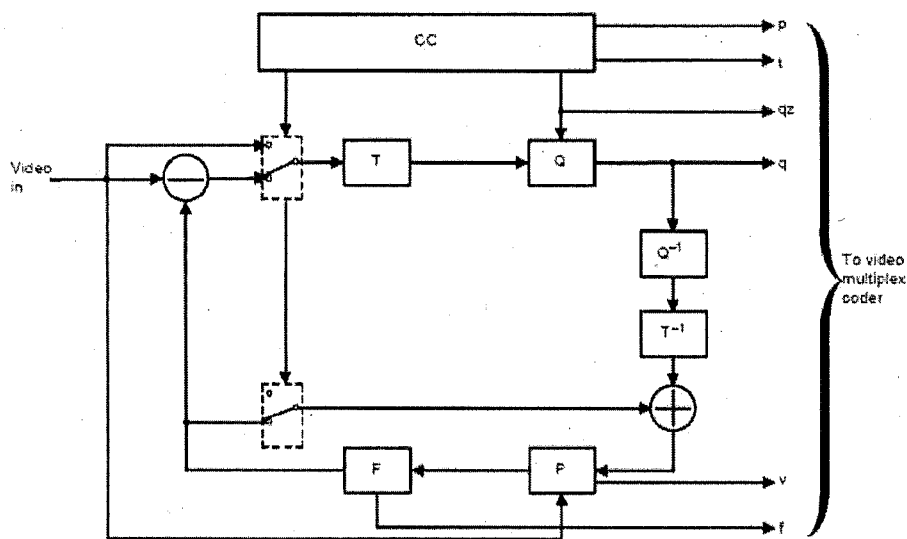 CC
p
t
qz
Video
in
T
Q
q
Q⁻¹
To video
multiplex
coder
T⁻¹
F
P
v
f